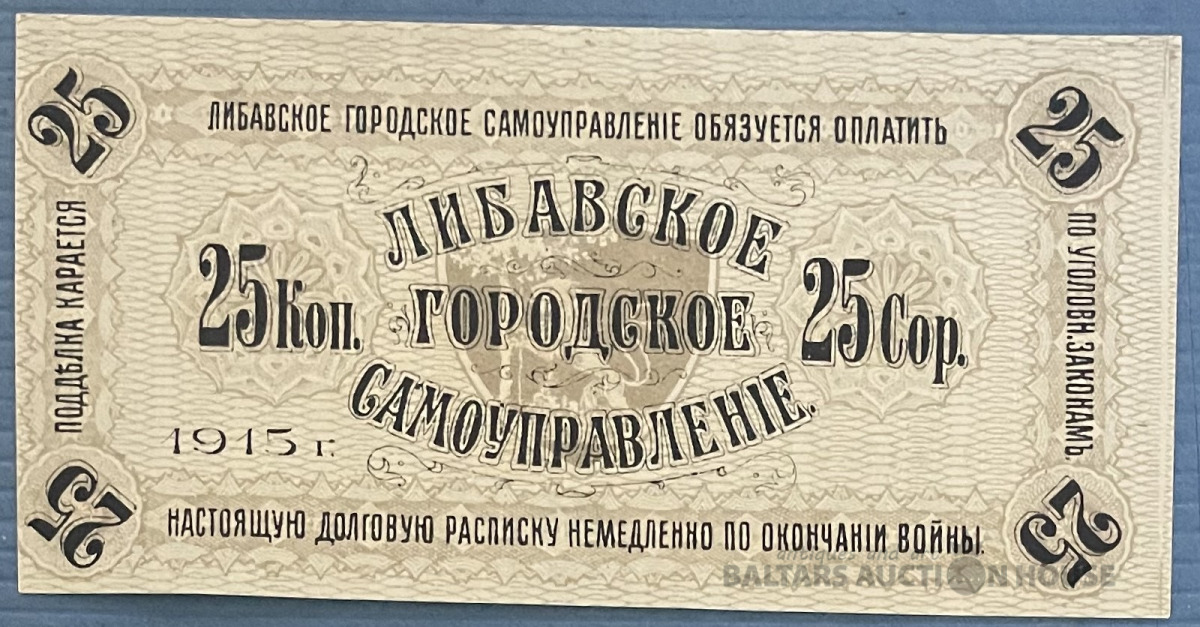 25
25
ЛИБАВСКОЕ ГОРОДСКОЕ САМОУПРАВЛЕНІЕ ОБЯЗУЕТСЯ ОПЛАТИТЬ
ПОДДѢЛКА КАРАЕТСЯ
ЛИБАВСКОЕ
ГОРОДСКОЕ
САМОУПРАВЛЕНІЕ.
25 Коп.
25 Сор.
1915 г.
ПО УГОЛОВН. ЗАКОНАМЪ.
НАСТОЯЩУЮ ДОЛГОВУЮ РАСПИСКУ НЕМЕДЛЕННО ПО ОКОНЧАНІИ ВОЙНЫ.
25
25
BALTARS AUCTION HOUSE